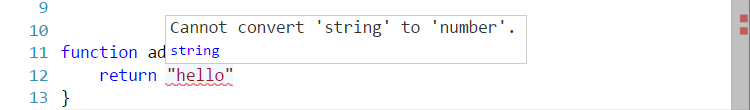 9
10
Cannot convert 'string' to 'number'.
string
11 function ad
12 return "hello"
13 }